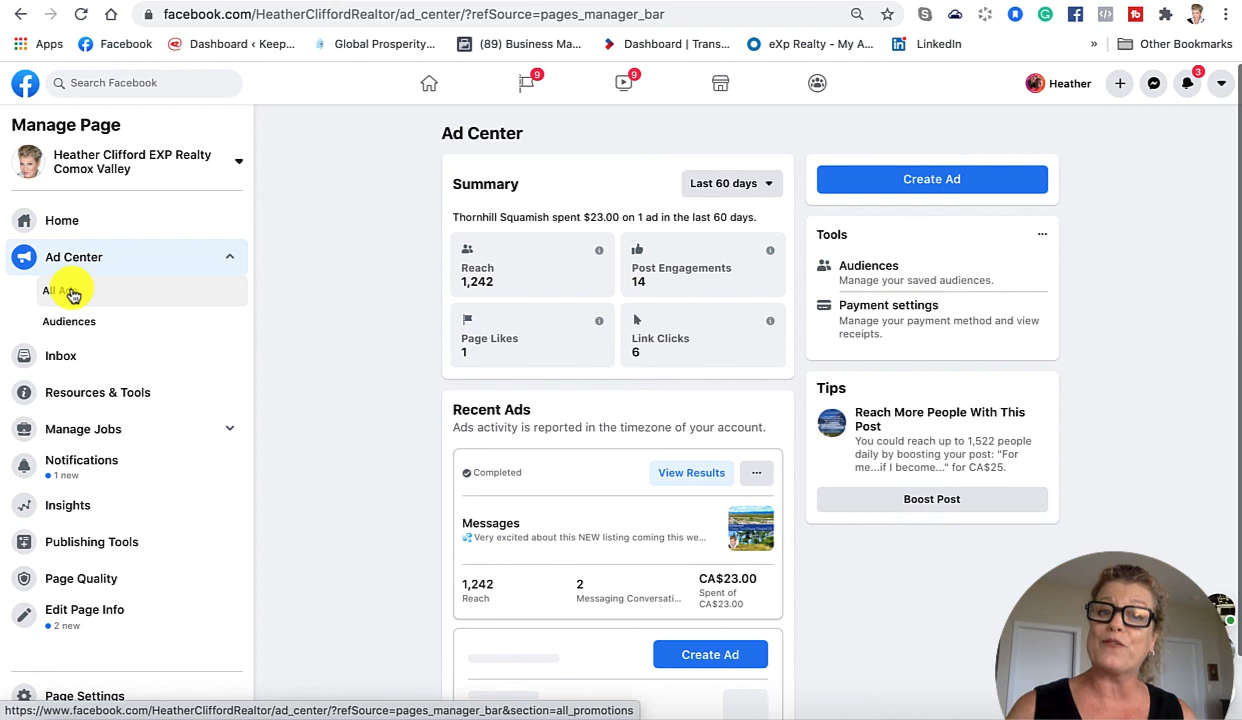 facebook.com/HeatherCliffordRealtor/ad_center/?refSource=pages_manager_bar
Apps
Facebook
Dashboard ‹ Keep...
Global Prosperity...
(89) Business Ma...
Dashboard | Trans...
eXp Realty - My A...
LinkedIn
»
Other Bookmarks
Search Facebook
9
9
Heather
3
Manage Page
Heather Clifford EXP Realty
Comox Valley
Home
Ad Center
All Ads
Audiences
Inbox
Resources & Tools
Manage Jobs
Notifications
1 new
Insights
Publishing Tools
Page Quality
Edit Page Info
2 new
Page Settings
https://www.facebook.com/HeatherCliffordRealtor/ad_center/?refSource=pages_manager_bar&section=all_promotions
Ad Center
Summary
Last 60 days
Thornhill Squamish spent $23.00 on 1 ad in the last 60 days.
Reach
1,242
Post Engagements
14
Page Likes
1
Link Clicks
6
Recent Ads
Ads activity is reported in the timezone of your account.
Completed
View Results
...
Messages
Very excited about this NEW listing coming this we...
1,242
Reach
2
Messaging Conversati...
CA$23.00
Spent of
CA$23.00
Create Ad
Create Ad
Tools
...
Audiences
Manage your saved audiences.
Payment settings
Manage your payment method and view
receipts.
Tips
Reach More People With This
Post
You could reach up to 1,522 people
daily by boosting your post: "For
me...if I become..." for CA$25.
Boost Post